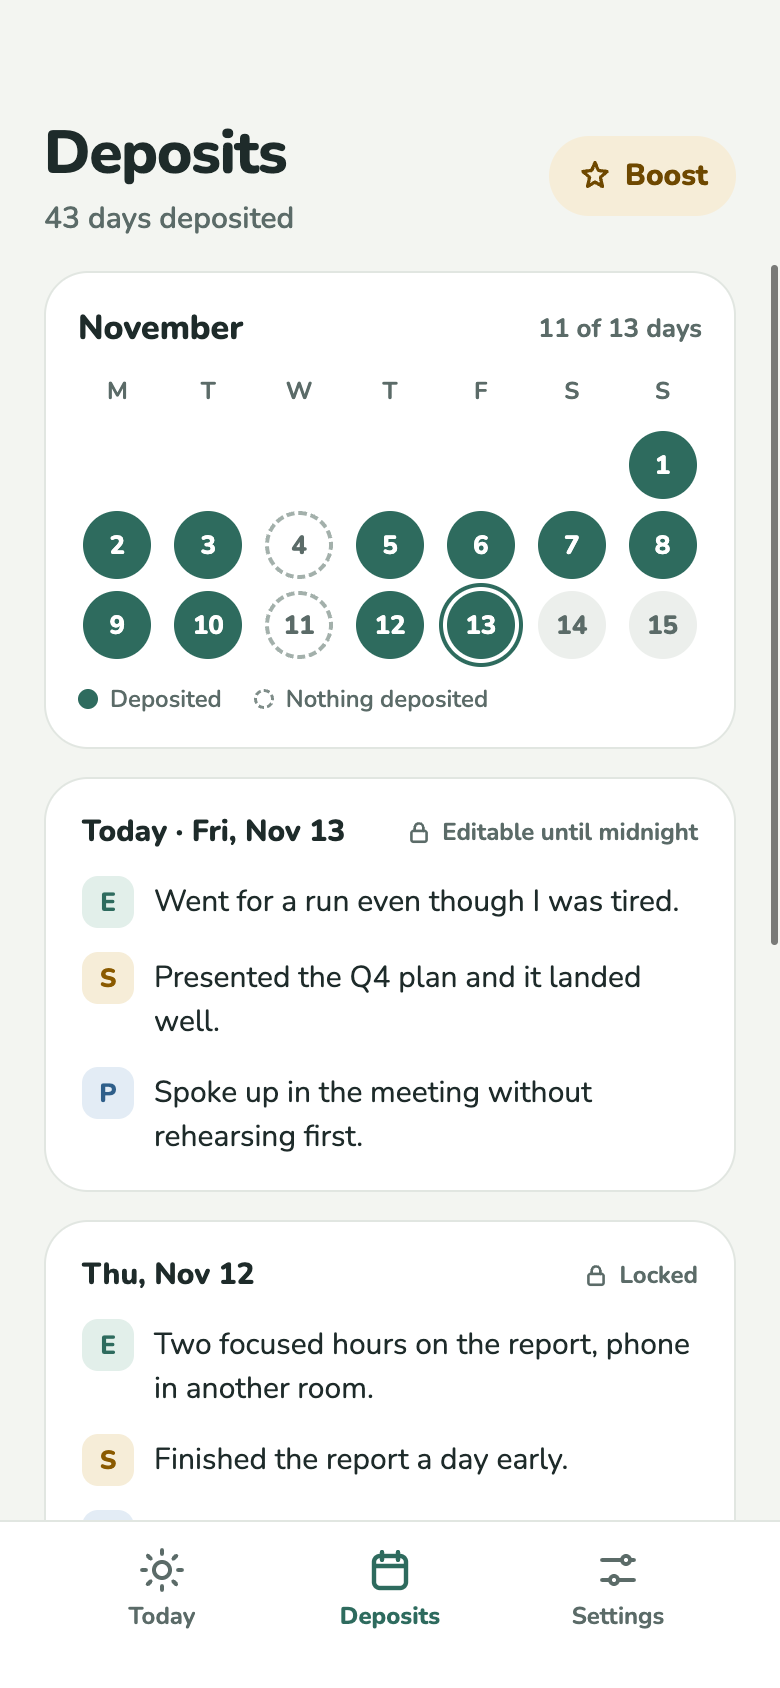 Deposits
Boost
43 days deposited
November
11 of 13 days
M T W T F S S
1
2 3 4 5 6 7 8
9 10 11 12 13 14 15
Deposited Nothing deposited
Today · Fri, Nov 13
Editable until midnight
E Went for a run even though I was tired.
S Presented the Q4 plan and it landed
well.
P Spoke up in the meeting without
rehearsing first.
Thu, Nov 12
Locked
E Two focused hours on the report, phone
in another room.
S Finished the report a day early.
Today Deposits Settings